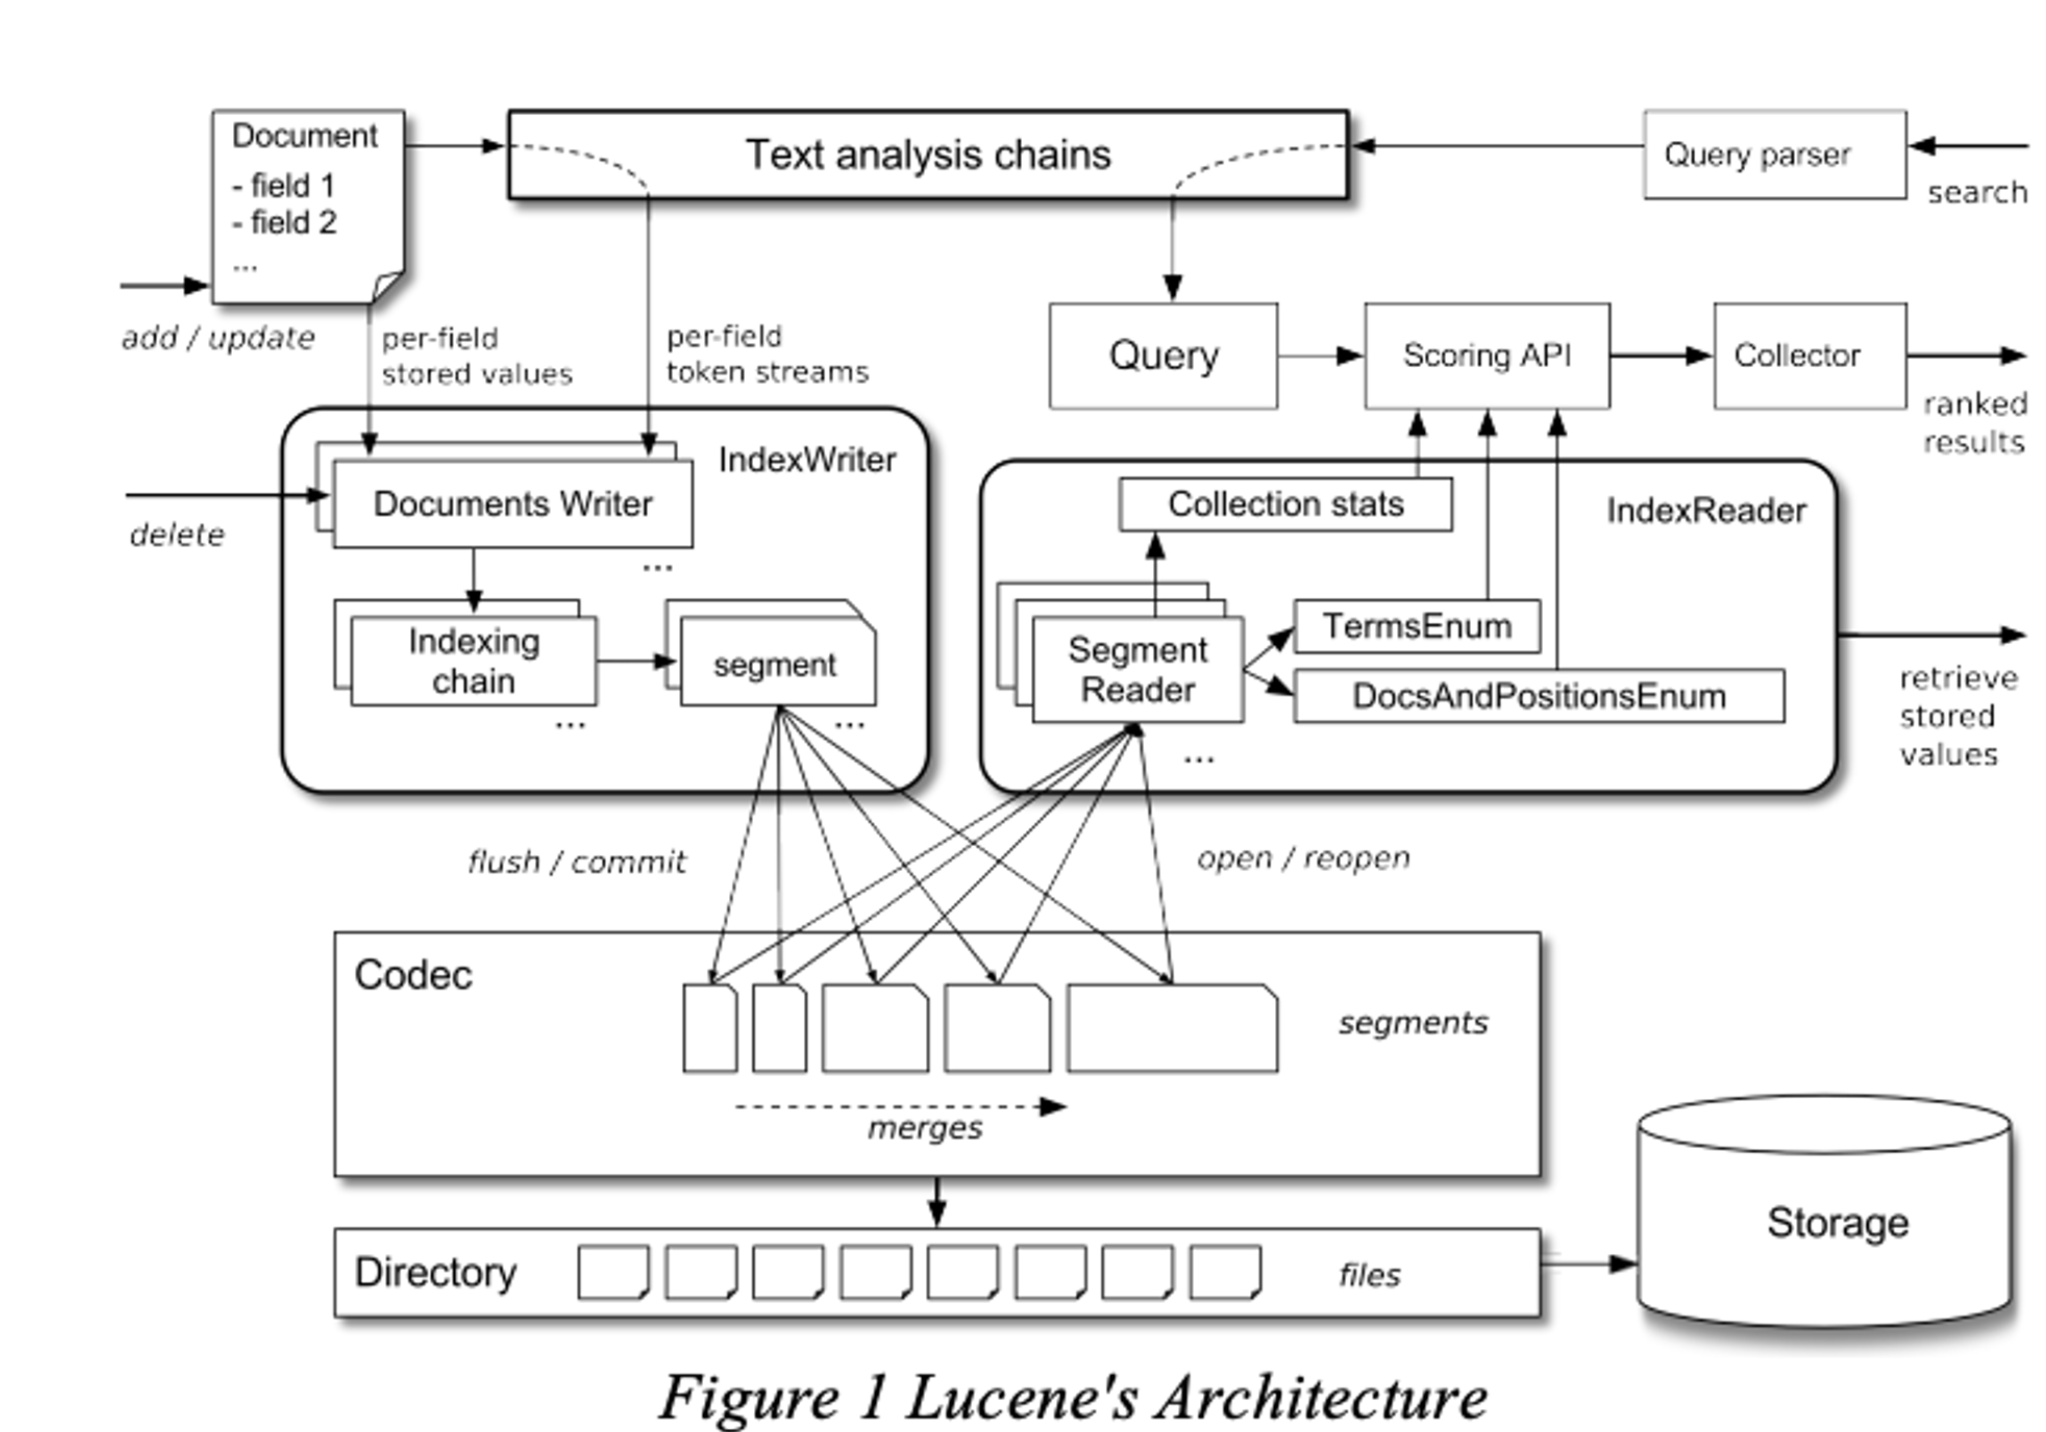 Document
- field 1
- field 2
...
Text analysis chains
Query parser
search
add / update
per-field
stored values
per-field
token streams
Query
Scoring API
Collector
ranked
results
IndexWriter
Documents Writer
...
delete
Indexing
chain
...
segment
...
IndexReader
Collection stats
Segment
Reader
...
TermsEnum
DocsAndPositionsEnum
retrieve
stored
values
flush / commit
open / reopen
Codec
segments
merges
Directory
files
Storage
Figure 1 Lucene's Architecture